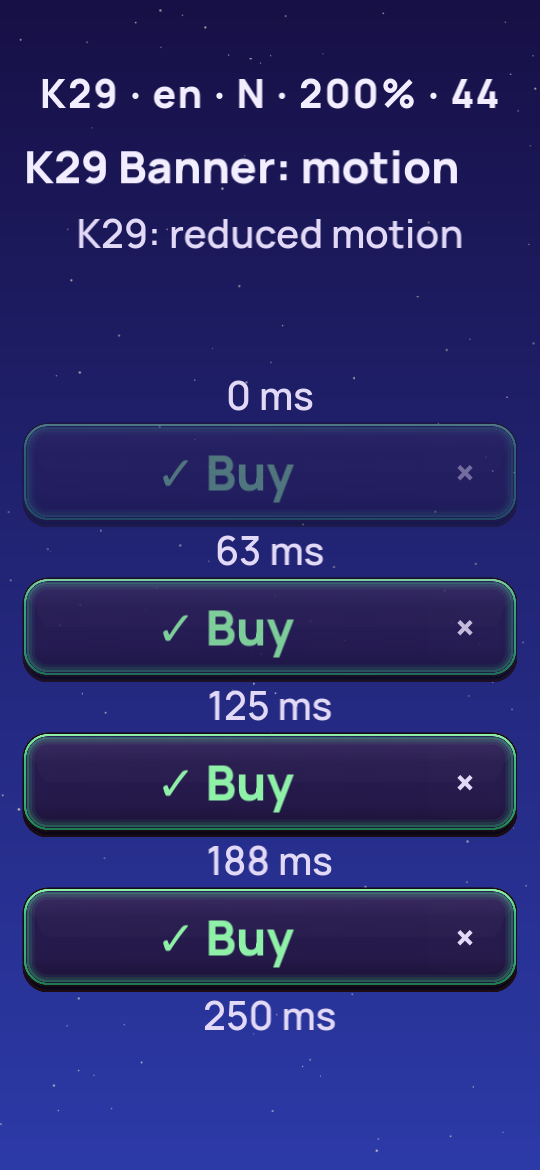 K29 · en · N · 200% · 44
K29 Banner: motion
K29: reduced motion
0 ms
✓ Buy ×
63 ms
✓ Buy ×
125 ms
✓ Buy ×
188 ms
✓ Buy ×
250 ms